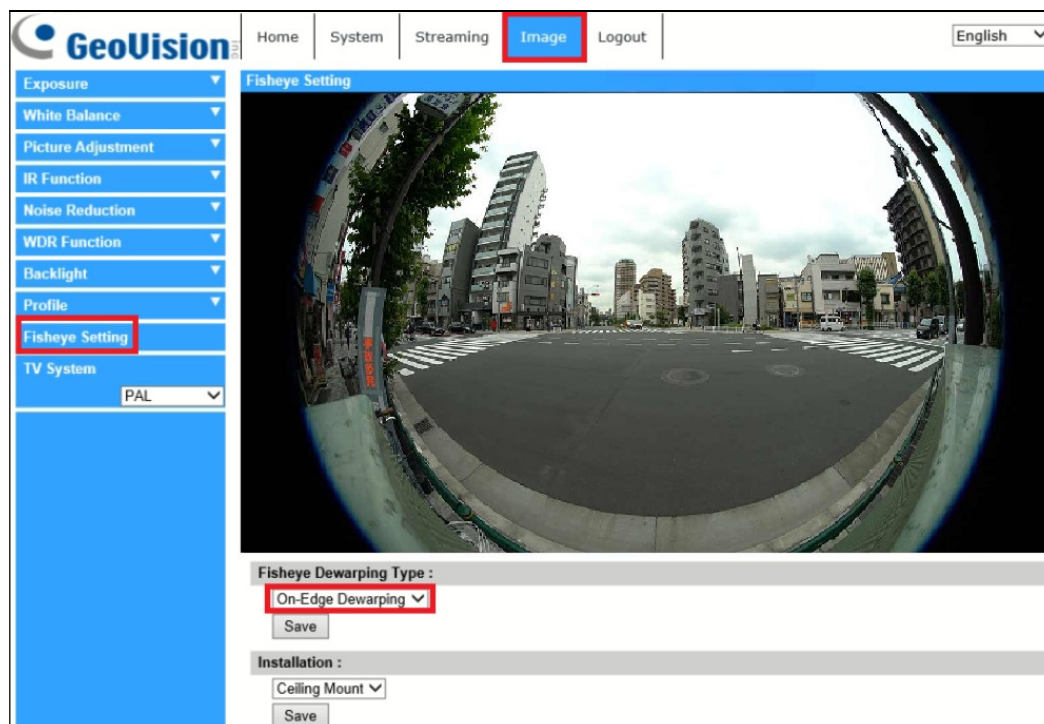 GeoVision inc
Home System Streaming Image Logout English
Exposure
White Balance
Picture Adjustment
IR Function
Noise Reduction
WDR Function
Backlight
Profile
Fisheye Setting
TV System
PAL
Fisheye Setting
Fisheye Dewarping Type :
On-Edge Dewarping
Save
Installation :
Ceiling Mount
Save